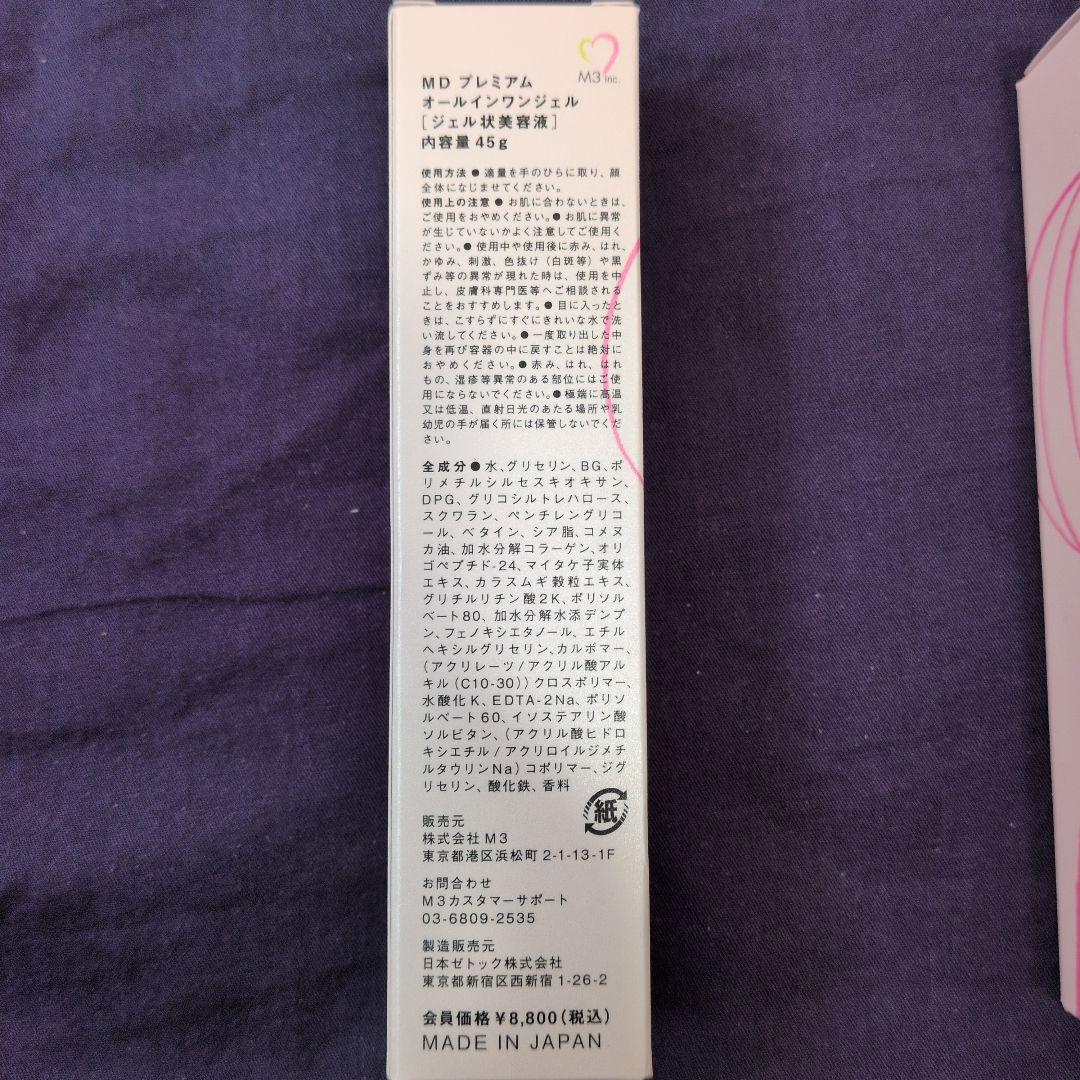 M3 inc.
MD プレミアム
オールインワンジェル
[ジェル状美容液]
内容量 45g
使用方法 ● 適量を手のひらに取り、顔
全体になじませてください。
使用上の注意 ● お肌に合わないときは、
ご使用をおやめください。● お肌に異常
が生じていないかよく注意してご使用く
ださい。● 使用中や使用後に赤み、はれ、
かゆみ、刺激、色抜け（白斑等）や黒
ずみ等の異常が現れた時は、使用を中
止し、皮膚科専門医等へご相談される
ことをおすすめします。● 目に入ったと
きは、こすらずにすぐにきれいな水で洗
い流してください。● 一度取り出した中
身を再び容器の中に戻すことは絶対に
おやめください。● 赤み、はれ、はれ
もの、湿疹等異常のある部位にはご使
用にならないでください。● 極端に高温
又は低温、直射日光のあたる場所や乳
幼児の手が届く所には保管しないでくだ
さい。
全成分 ● 水、グリセリン、BG、ポ
リメチルシルセスキオキサン、
DPG、グリコシルトレハロース、
スクワラン、ペンチレングリコ
ール、ベタイン、シア脂、コメヌ
カ油、加水分解コラーゲン、オリ
ゴペプチド-24、マイタケ子実体
エキス、カラスムギ穀粒エキス、
グリチルリチン酸2K、ポリソル
ベート80、加水分解水添デンプ
ン、フェノキシエタノール、エチル
ヘキシルグリセリン、カルボマー、
（アクリレーツ/アクリル酸アル
キル（C10-30））クロスポリマー、
水酸化K、EDTA-2Na、ポリソ
ルベート60、イソステアリン酸
ソルビタン、（アクリル酸ヒドロ
キシエチル/アクリロイルジメチ
ルタウリンNa）コポリマー、ジグ
リセリン、酸化鉄、香料
紙
販売元
株式会社 M3
東京都港区浜松町 2-1-13-1F
お問合わせ
M3カスタマーサポート
03-6809-2535
製造販売元
日本ゼトック株式会社
東京都新宿区西新宿 1-26-2
会員価格 ¥8,800（税込）
MADE IN JAPAN